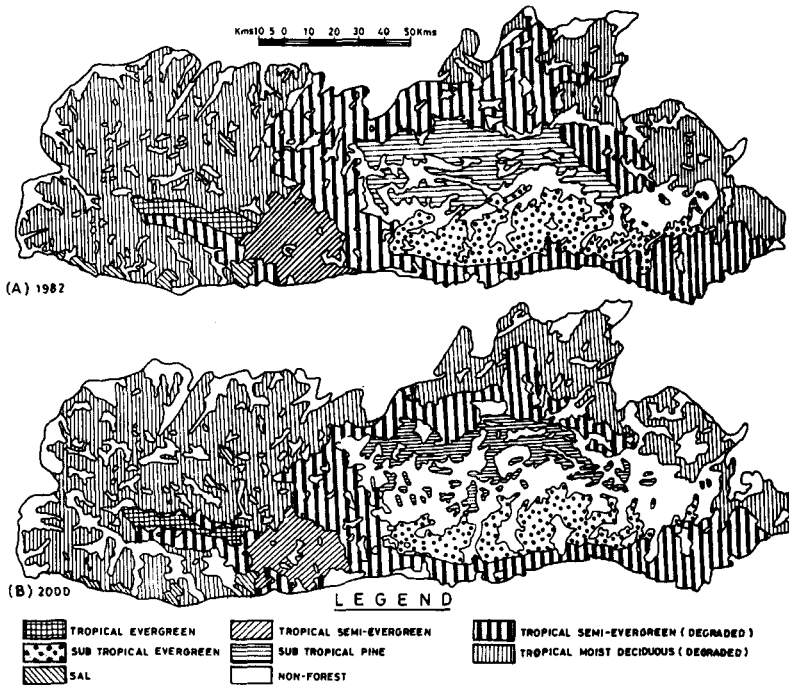 Kms10 5 0 10 20 30 40 50Kms
(A) 1982
(B) 2000
LEGEND
TROPICAL EVERGREEN
TROPICAL SEMI-EVERGREEN
TROPICAL SEMI-EVERGREEN (DEGRADED)
SUB TROPICAL EVERGREEN
SUB TROPICAL PINE
TROPICAL MOIST DECIDUOUS (DEGRADED)
SAL
NON-FOREST